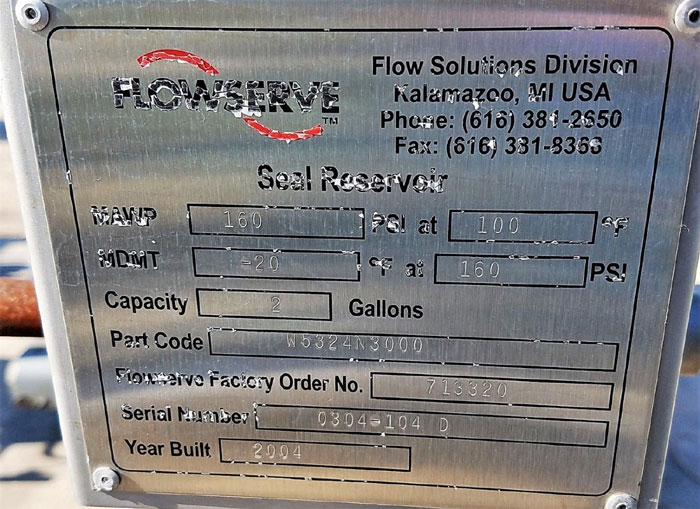 FLOWSERVE TM
Flow Solutions Division
Kalamazoo, MI USA
Phone: (616) 381-2650
Fax: (616) 381-8368
Seal Reservoir
MAWP 160 PSI at 100 °F
MDMT -20 °F at 160 PSI
Capacity 2 Gallons
Part Code W5324N3000
Flowserve Factory Order No. 713320
Serial Number 0304-104 D
Year Built 2004